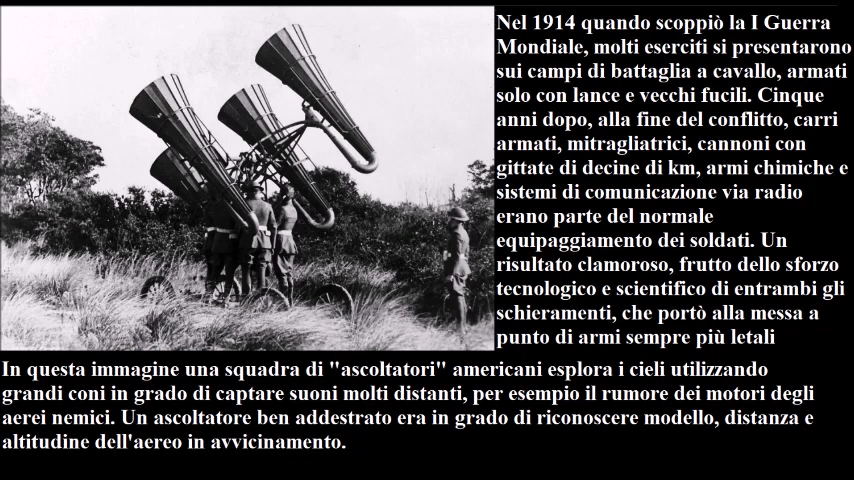 Nel 1914 quando scoppiò la I Guerra
Mondiale, molti eserciti si presentarono
sui campi di battaglia a cavallo, armati
solo con lance e vecchi fucili. Cinque
anni dopo, alla fine del conflitto, carri
armati, mitragliatrici, cannoni con
gittate di decine di km, armi chimiche e
sistemi di comunicazione via radio
erano parte del normale
equipaggiamento dei soldati. Un
risultato clamoroso, frutto dello sforzo
tecnologico e scientifico di entrambi gli
schieramenti, che portò alla messa a
punto di armi sempre più letali
In questa immagine una squadra di "ascoltatori" americani esplora i cieli utilizzando
grandi coni in grado di captare suoni molti distanti, per esempio il rumore dei motori degli
aerei nemici. Un ascoltatore ben addestrato era in grado di riconoscere modello, distanza e
altitudine dell'aereo in avvicinamento.